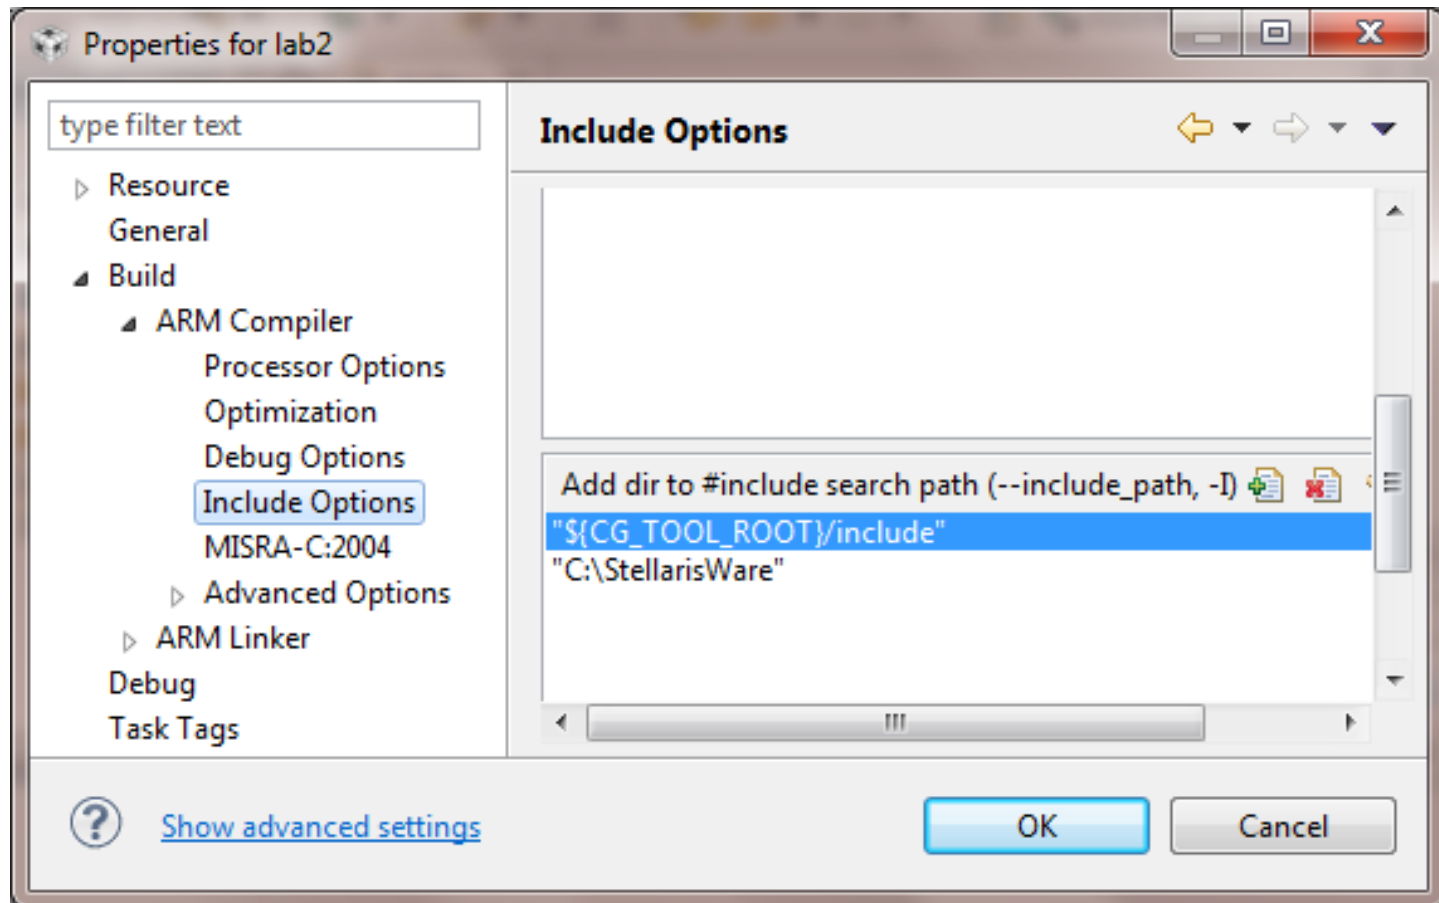 Properties for lab2
type filter text
Resource
General
Build
ARM Compiler
Processor Options
Optimization
Debug Options
Include Options
MISRA-C:2004
Advanced Options
ARM Linker
Debug
Task Tags
Include Options
Add dir to #include search path (--include_path, -I)
"${CG_TOOL_ROOT}/include"
"C:\StellarisWare"
Show advanced settings
OK
Cancel